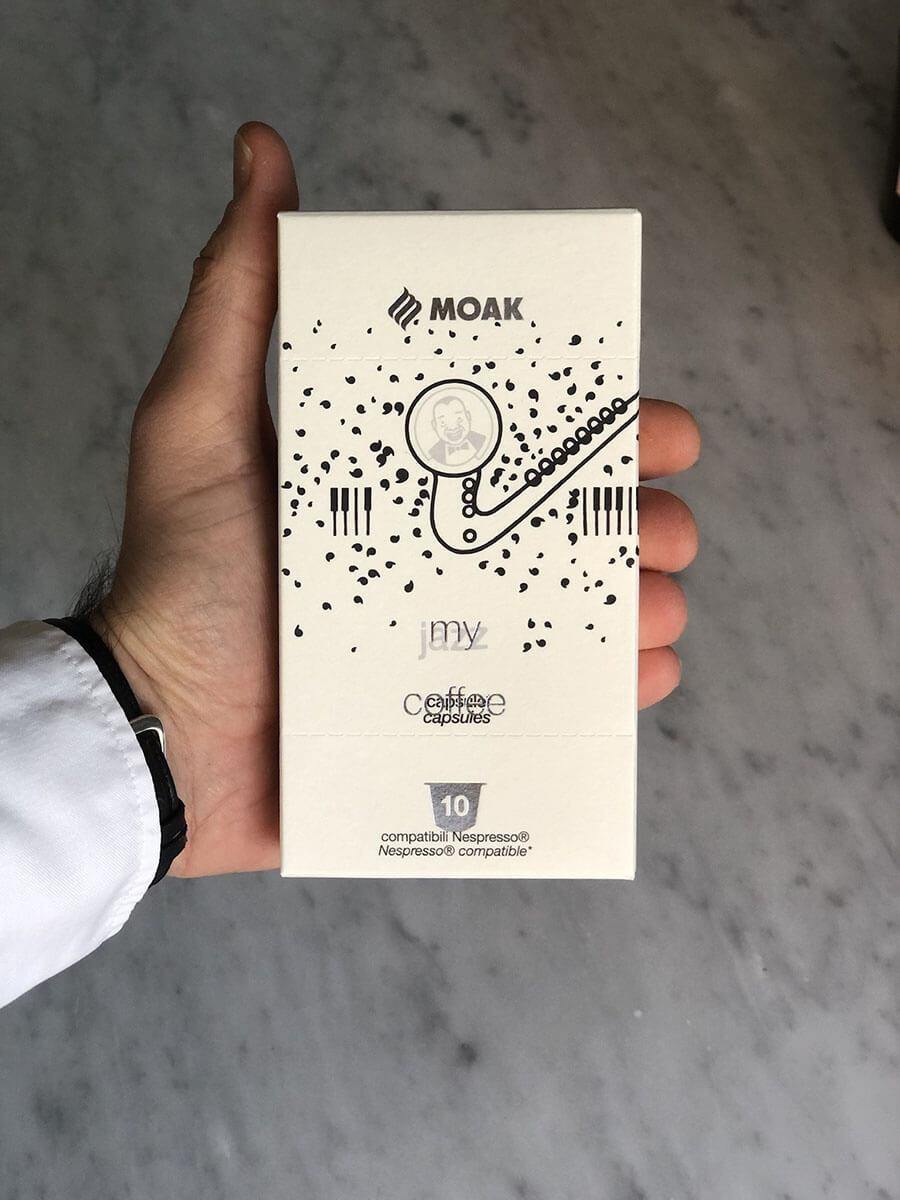 MOAK
my
jazz
coffee
capsule
capsules
10
compatibili Nespresso®
Nespresso® compatible*